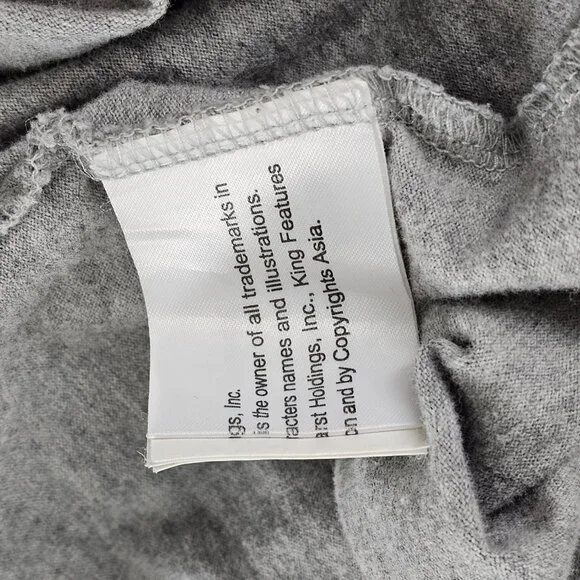 gs, Inc.
is the owner of all trademarks in
racters names and illustrations.
arst Holdings, Inc., King Features
on and by Copyrights Asia.